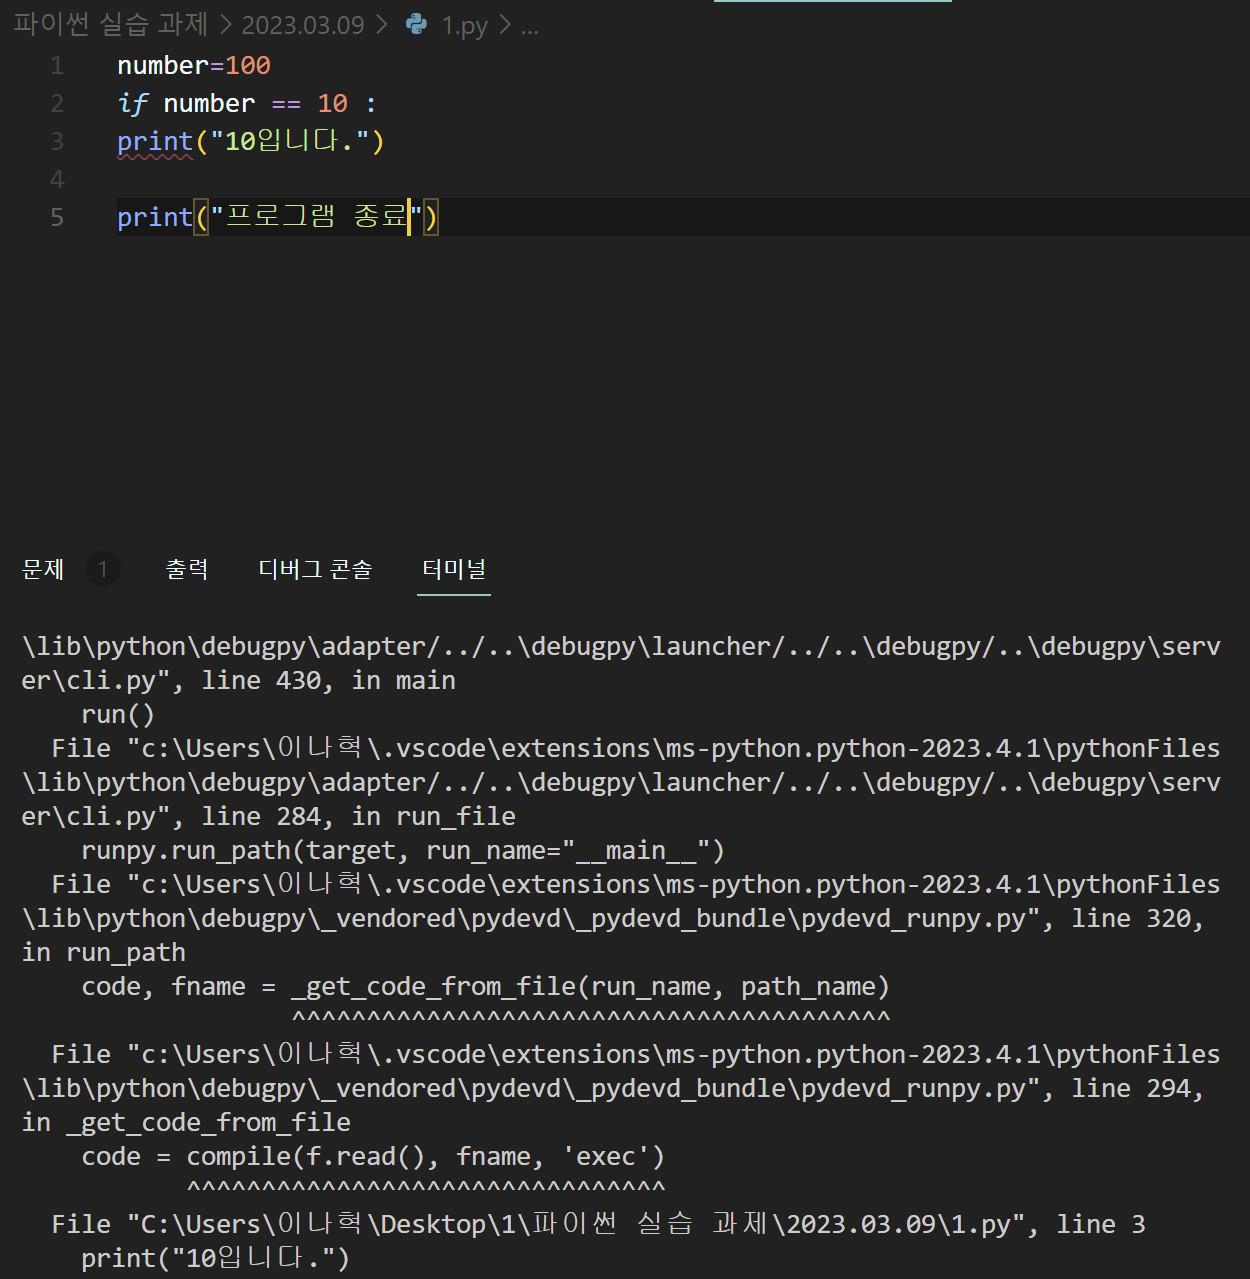 파이썬 실습 과제 > 2023.03.09 > 1.py > ...
1 number=100
2 if number == 10 :
3 print("10입니다.")
4
5 print("프로그램 종료")
문제 1 출력 디버그 콘솔 터미널
\lib\python\debugpy\adapter/../..\debugpy\launcher/../..\debugpy/..\debugpy\serv
er\cli.py", line 430, in main
    run()
  File "c:\Users\이나혁\.vscode\extensions\ms-python.python-2023.4.1\pythonFiles
\lib\python\debugpy\adapter/../..\debugpy\launcher/../..\debugpy/..\debugpy\serv
er\cli.py", line 284, in run_file
    runpy.run_path(target, run_name="__main__")
  File "c:\Users\이나혁\.vscode\extensions\ms-python.python-2023.4.1\pythonFiles
\lib\python\debugpy\_vendored\pydevd\_pydevd_bundle\pydevd_runpy.py", line 320,
in run_path
    code, fname = _get_code_from_file(run_name, path_name)
                  ^^^^^^^^^^^^^^^^^^^^^^^^^^^^^^^^^^^^^^^^
  File "c:\Users\이나혁\.vscode\extensions\ms-python.python-2023.4.1\pythonFiles
\lib\python\debugpy\_vendored\pydevd\_pydevd_bundle\pydevd_runpy.py", line 294,
in _get_code_from_file
    code = compile(f.read(), fname, 'exec')
           ^^^^^^^^^^^^^^^^^^^^^^^^^^^^^^^^
  File "C:\Users\이나혁\Desktop\1\파이썬 실습 과제\2023.03.09\1.py", line 3
    print("10입니다.")